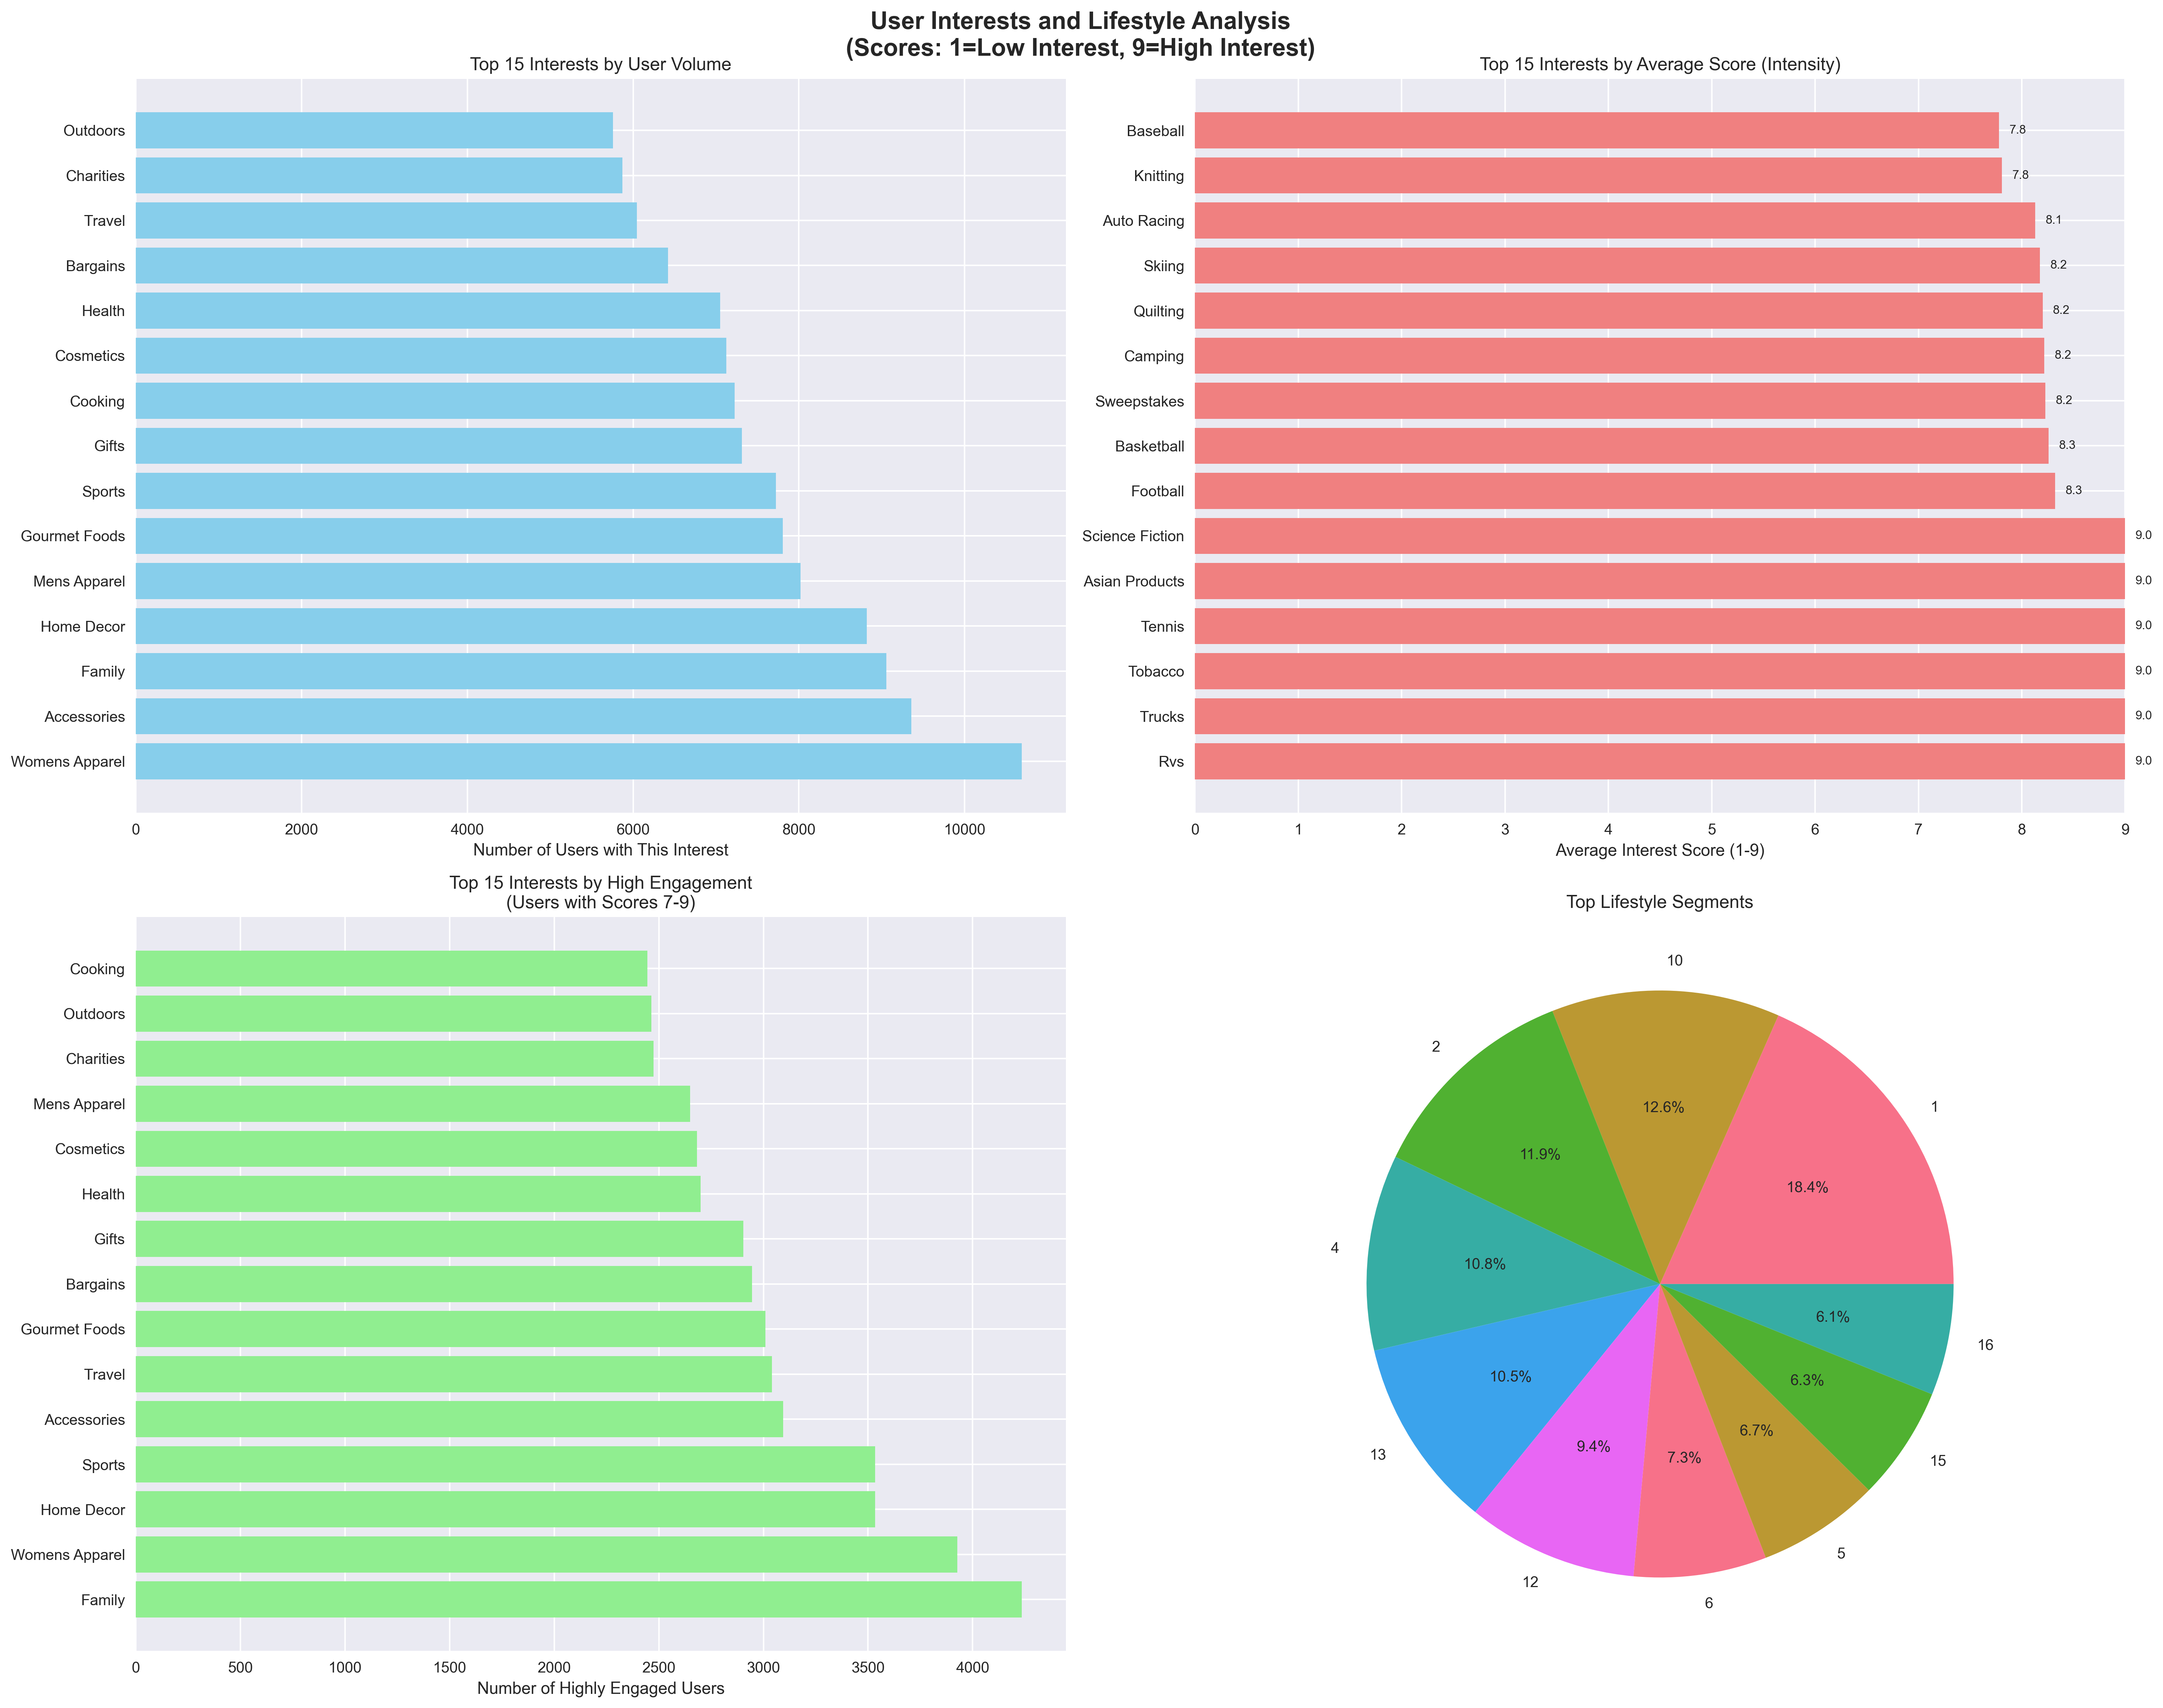 User Interests and Lifestyle Analysis
(Scores: 1=Low Interest, 9=High Interest)
Top 15 Interests by User Volume
Outdoors
Charities
Travel
Bargains
Health
Cosmetics
Cooking
Gifts
Sports
Gourmet Foods
Mens Apparel
Home Decor
Family
Accessories
Womens Apparel
0 2000 4000 6000 8000 10000
Number of Users with This Interest
Top 15 Interests by Average Score (Intensity)
Baseball 7.8
Knitting 7.8
Auto Racing 8.1
Skiing 8.2
Quilting 8.2
Camping 8.2
Sweepstakes 8.2
Basketball 8.3
Football 8.3
Science Fiction 9.0
Asian Products 9.0
Tennis 9.0
Tobacco 9.0
Trucks 9.0
Rvs 9.0
0 1 2 3 4 5 6 7 8 9
Average Interest Score (1-9)
Top 15 Interests by High Engagement
(Users with Scores 7-9)
Cooking
Outdoors
Charities
Mens Apparel
Cosmetics
Health
Gifts
Bargains
Gourmet Foods
Travel
Accessories
Sports
Home Decor
Womens Apparel
Family
0 500 1000 1500 2000 2500 3000 3500 4000
Number of Highly Engaged Users
Top Lifestyle Segments
1
18.4%
10
12.6%
2
11.9%
4
10.8%
13
10.5%
12
9.4%
6
7.3%
5
6.7%
15
6.3%
16
6.1%